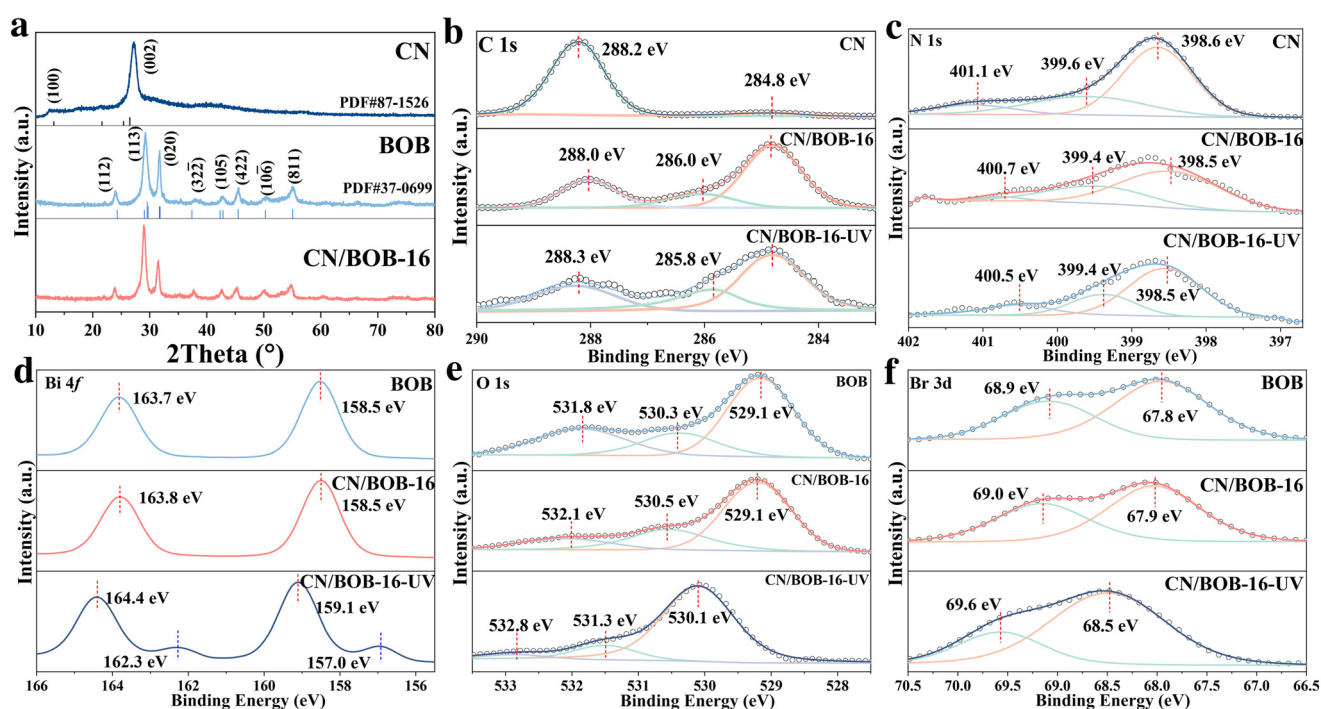 a
CN
(100)
(002)
PDF#87-1526
BOB
(112)
(113)
(020)
(32̅2̅)
(105)
(422)
(106̅)
(811)
PDF#37-0699
CN/BOB-16
10 20 30 40 50 60 70 80
2Theta (°)
Intensity (a.u.)
b
C 1s
CN
288.2 eV
284.8 eV
CN/BOB-16
288.0 eV
286.0 eV
CN/BOB-16-UV
288.3 eV
285.8 eV
290 288 286 284
Binding Energy (eV)
Intensity (a.u.)
c
N 1s
CN
401.1 eV
399.6 eV
398.6 eV
CN/BOB-16
400.7 eV
399.4 eV
398.5 eV
CN/BOB-16-UV
400.5 eV
399.4 eV
398.5 eV
402 401 400 399 398 397
Binding Energy (eV)
Intensity (a.u.)
d
Bi 4f
BOB
163.7 eV
158.5 eV
CN/BOB-16
163.8 eV
158.5 eV
CN/BOB-16-UV
164.4 eV
159.1 eV
162.3 eV
157.0 eV
166 164 162 160 158 156
Binding Energy (eV)
Intensity (a.u.)
e
O 1s
BOB
531.8 eV
530.3 eV
529.1 eV
CN/BOB-16
532.1 eV
530.5 eV
529.1 eV
CN/BOB-16-UV
532.8 eV
531.3 eV
530.1 eV
533 532 531 530 529 528
Binding Energy (eV)
Intensity (a.u.)
f
Br 3d
BOB
68.9 eV
67.8 eV
CN/BOB-16
69.0 eV
67.9 eV
CN/BOB-16-UV
69.6 eV
68.5 eV
70.5 70.0 69.5 69.0 68.5 68.0 67.5 67.0 66.5
Binding Energy (eV)
Intensity (a.u.)